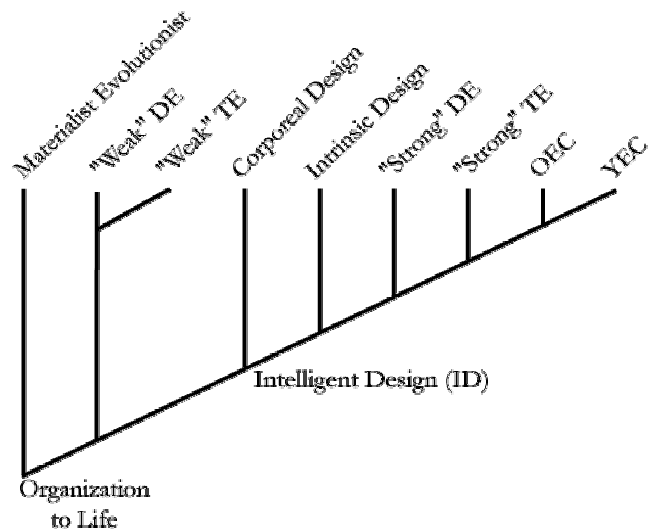 Materialist Evolutionist
"Weak" DE
"Weak" TE
Corporeal Design
Intrinsic Design
"Strong" DE
"Strong" TE
OEC
YEC
Intelligent Design (ID)
Organization
to Life